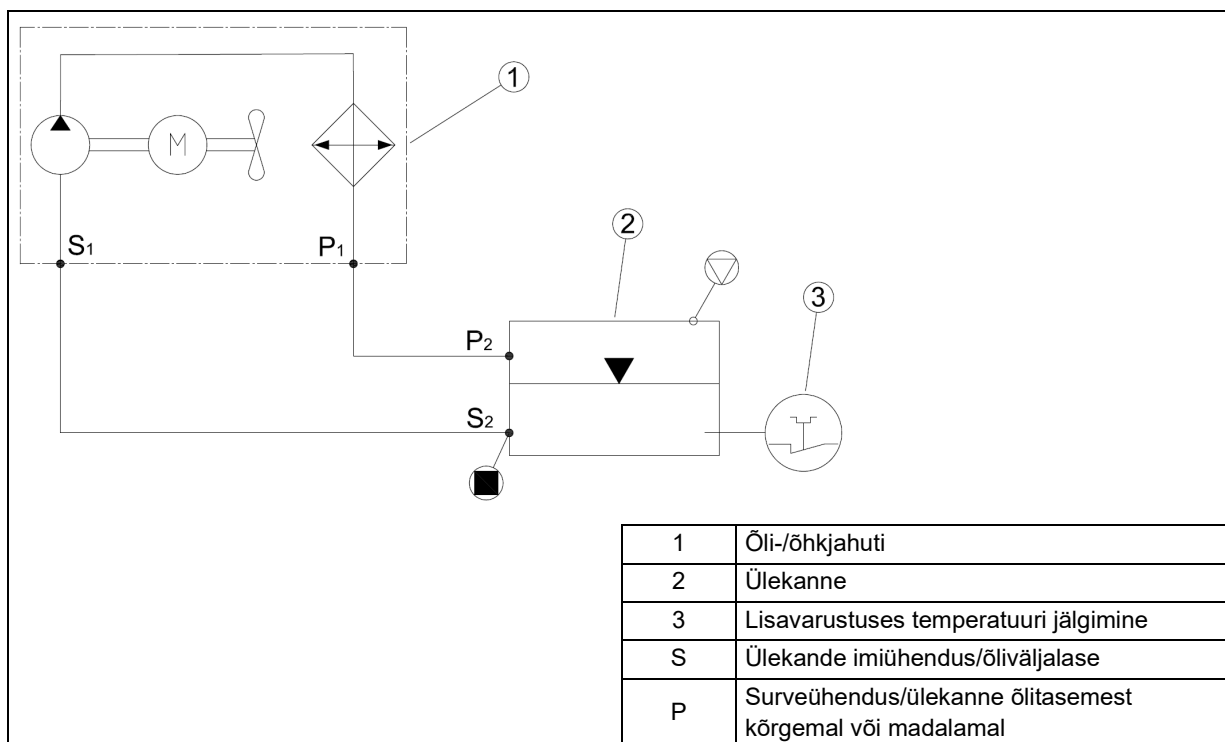 1
M
S1
P1
2
3
P2
S2
1 Õli-/õhkjahuti
2 Ülekanne
3 Lisavarustuses temperatuuri jälgimine
S Ülekande imiühendus/õliväljalase
P Surveühendus/ülekanne õlitasemest
kõrgemal või madalamal